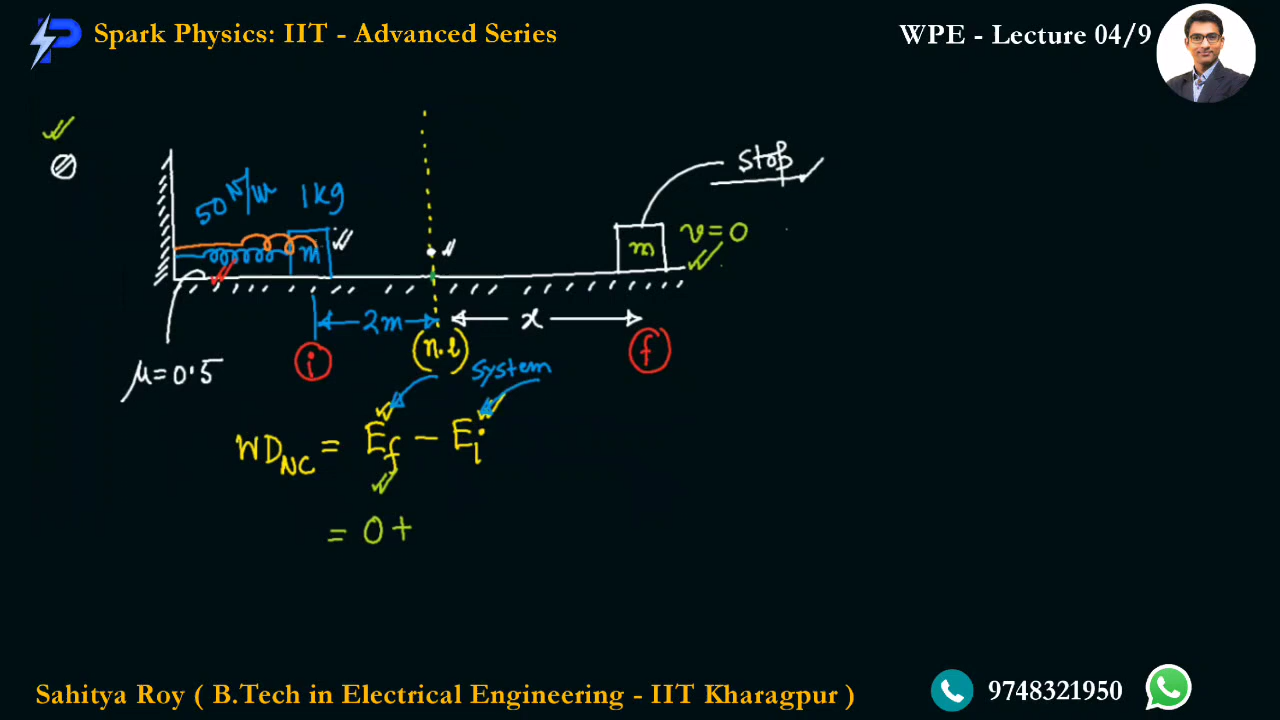 Spark Physics: IIT - Advanced Series
WPE - Lecture 04/9
Stop
50 N/m 1kg
m
m v = 0
2m x
μ = 0.5
i (n.l) f
System
WD_NC = E_f - E_i
= 0 +
Sahitya Roy ( B.Tech in Electrical Engineering - IIT Kharagpur )
9748321950